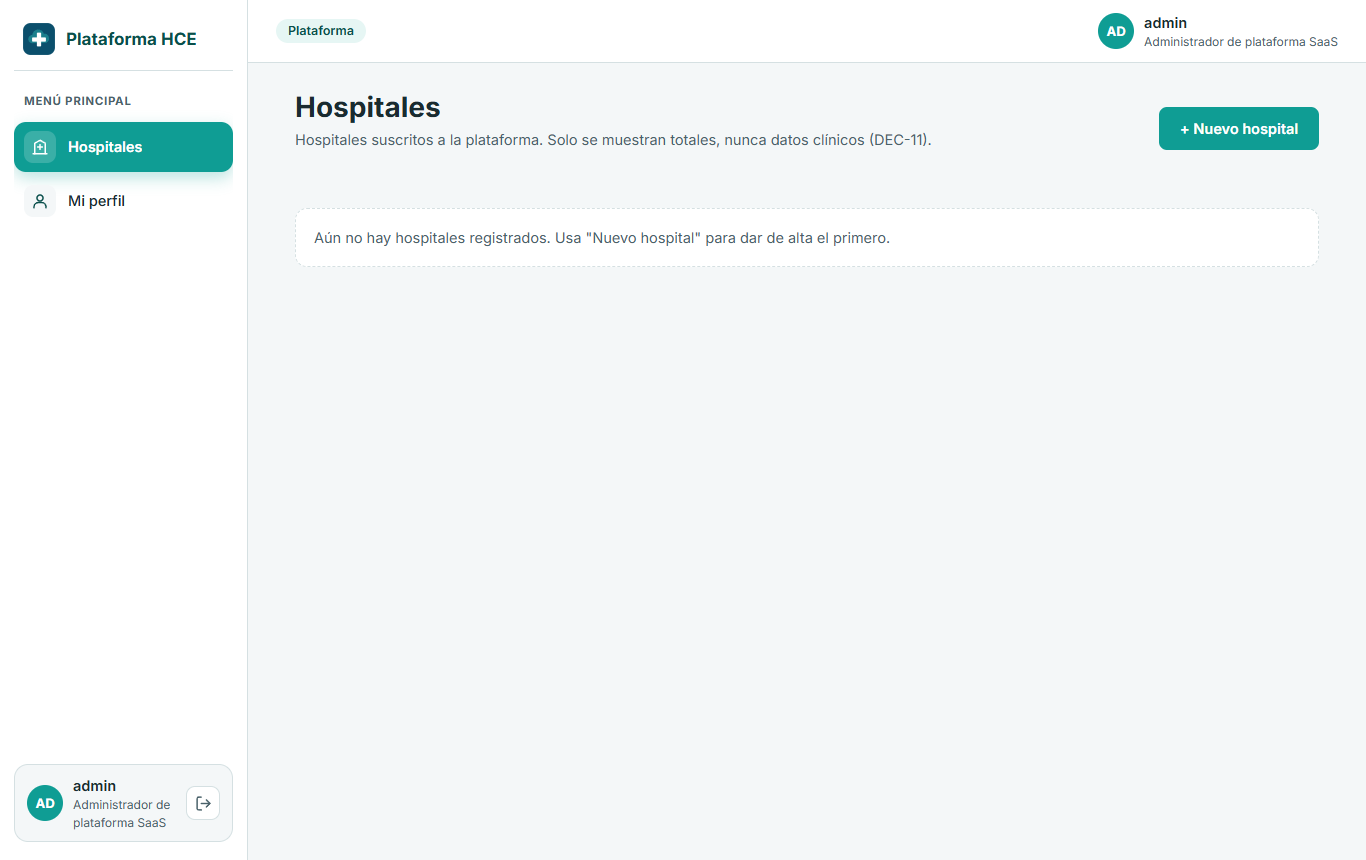 Plataforma HCE
MENÚ PRINCIPAL
Hospitales
Mi perfil
AD
admin
Administrador de
plataforma SaaS
Plataforma
AD
admin
Administrador de plataforma SaaS
Hospitales
Hospitales suscritos a la plataforma. Solo se muestran totales, nunca datos clínicos (DEC-11).
+ Nuevo hospital
Aún no hay hospitales registrados. Usa "Nuevo hospital" para dar de alta el primero.